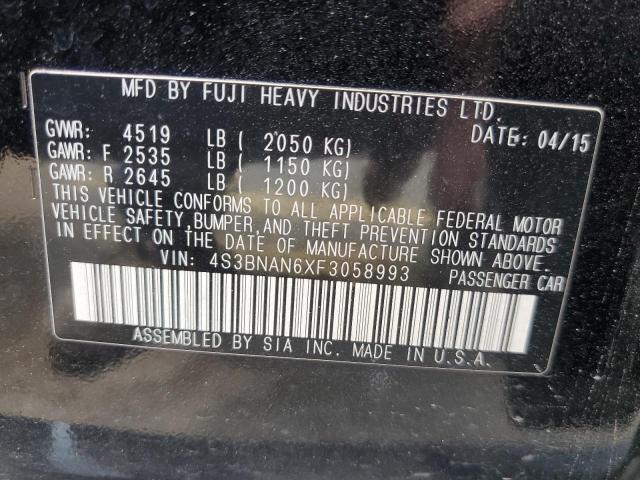 MFD BY FUJI HEAVY INDUSTRIES LTD.
GVWR: 4519 LB ( 2050 KG) DATE: 04/15
GAWR: F 2535 LB ( 1150 KG)
GAWR: R 2645 LB ( 1200 KG)
THIS VEHICLE CONFORMS TO ALL APPLICABLE FEDERAL MOTOR
VEHICLE SAFETY, BUMPER, AND THEFT PREVENTION STANDARDS
IN EFFECT ON THE DATE OF MANUFACTURE SHOWN ABOVE.
VIN: 4S3BNAN6XF3058993 PASSENGER CAR
ASSEMBLED BY SIA INC. MADE IN U.S.A.